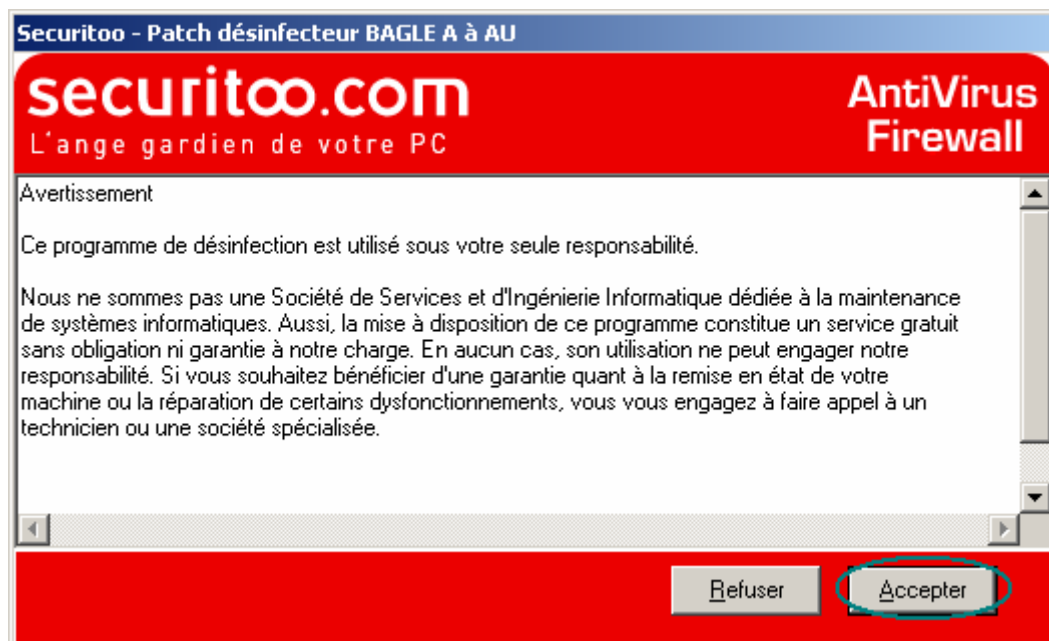 Securitoo - Patch désinfecteur BAGLE A à AU
securitoo.com
L'ange gardien de votre PC
AntiVirus
Firewall
Avertissement
Ce programme de désinfection est utilisé sous votre seule responsabilité.
Nous ne sommes pas une Société de Services et d'Ingénierie Informatique dédiée à la maintenance
de systèmes informatiques. Aussi, la mise à disposition de ce programme constitue un service gratuit
sans obligation ni garantie à notre charge. En aucun cas, son utilisation ne peut engager notre
responsabilité. Si vous souhaitez bénéficier d'une garantie quant à la remise en état de votre
machine ou la réparation de certains dysfonctionnements, vous vous engagez à faire appel à un
technicien ou une société spécialisée.
Refuser
Accepter